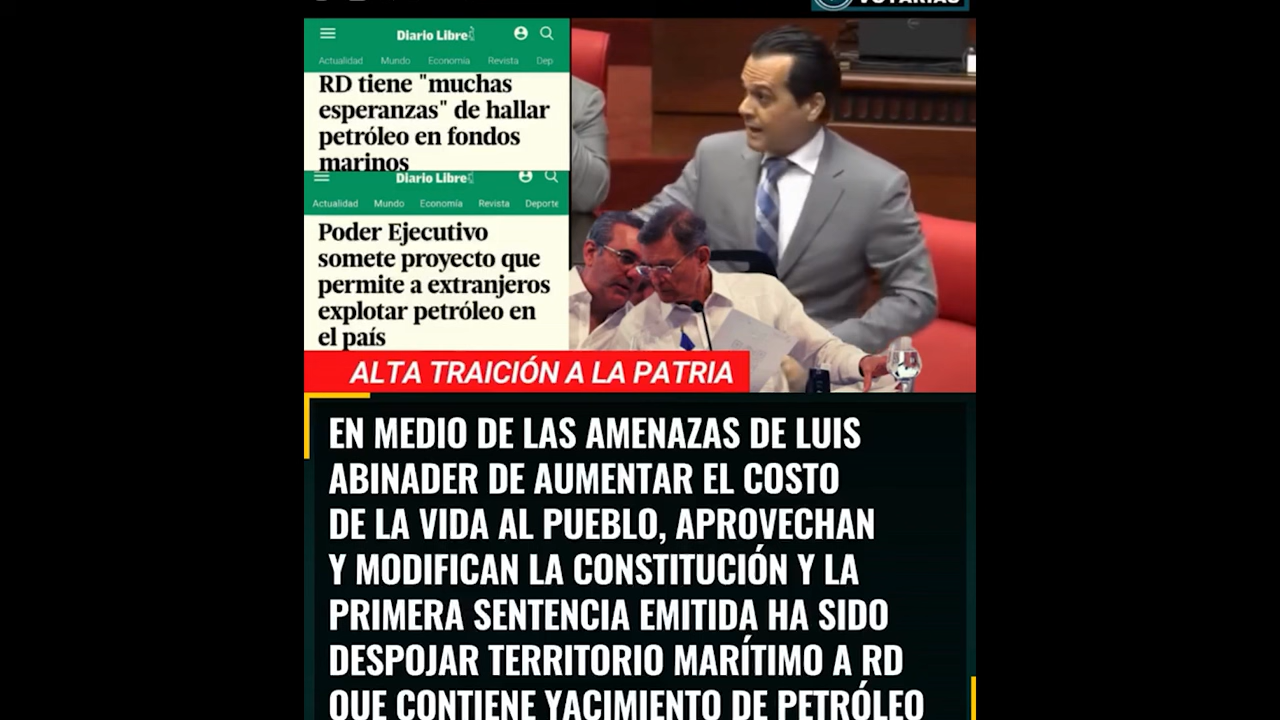 VOTARÍAS
Diario Libre
Actualidad Mundo Economía Revista Dep
RD tiene "muchas
esperanzas" de hallar
petróleo en fondos
marinos
Diario Libre
Actualidad Mundo Economía Revista Deporte
Poder Ejecutivo
somete proyecto que
permite a extranjeros
explotar petróleo en
el país
ALTA TRAICIÓN A LA PATRIA
EN MEDIO DE LAS AMENAZAS DE LUIS
ABINADER DE AUMENTAR EL COSTO
DE LA VIDA AL PUEBLO, APROVECHAN
Y MODIFICAN LA CONSTITUCIÓN Y LA
PRIMERA SENTENCIA EMITIDA HA SIDO
DESPOJAR TERRITORIO MARÍTIMO A RD
QUE CONTIENE YACIMIENTO DE PETRÓLEO